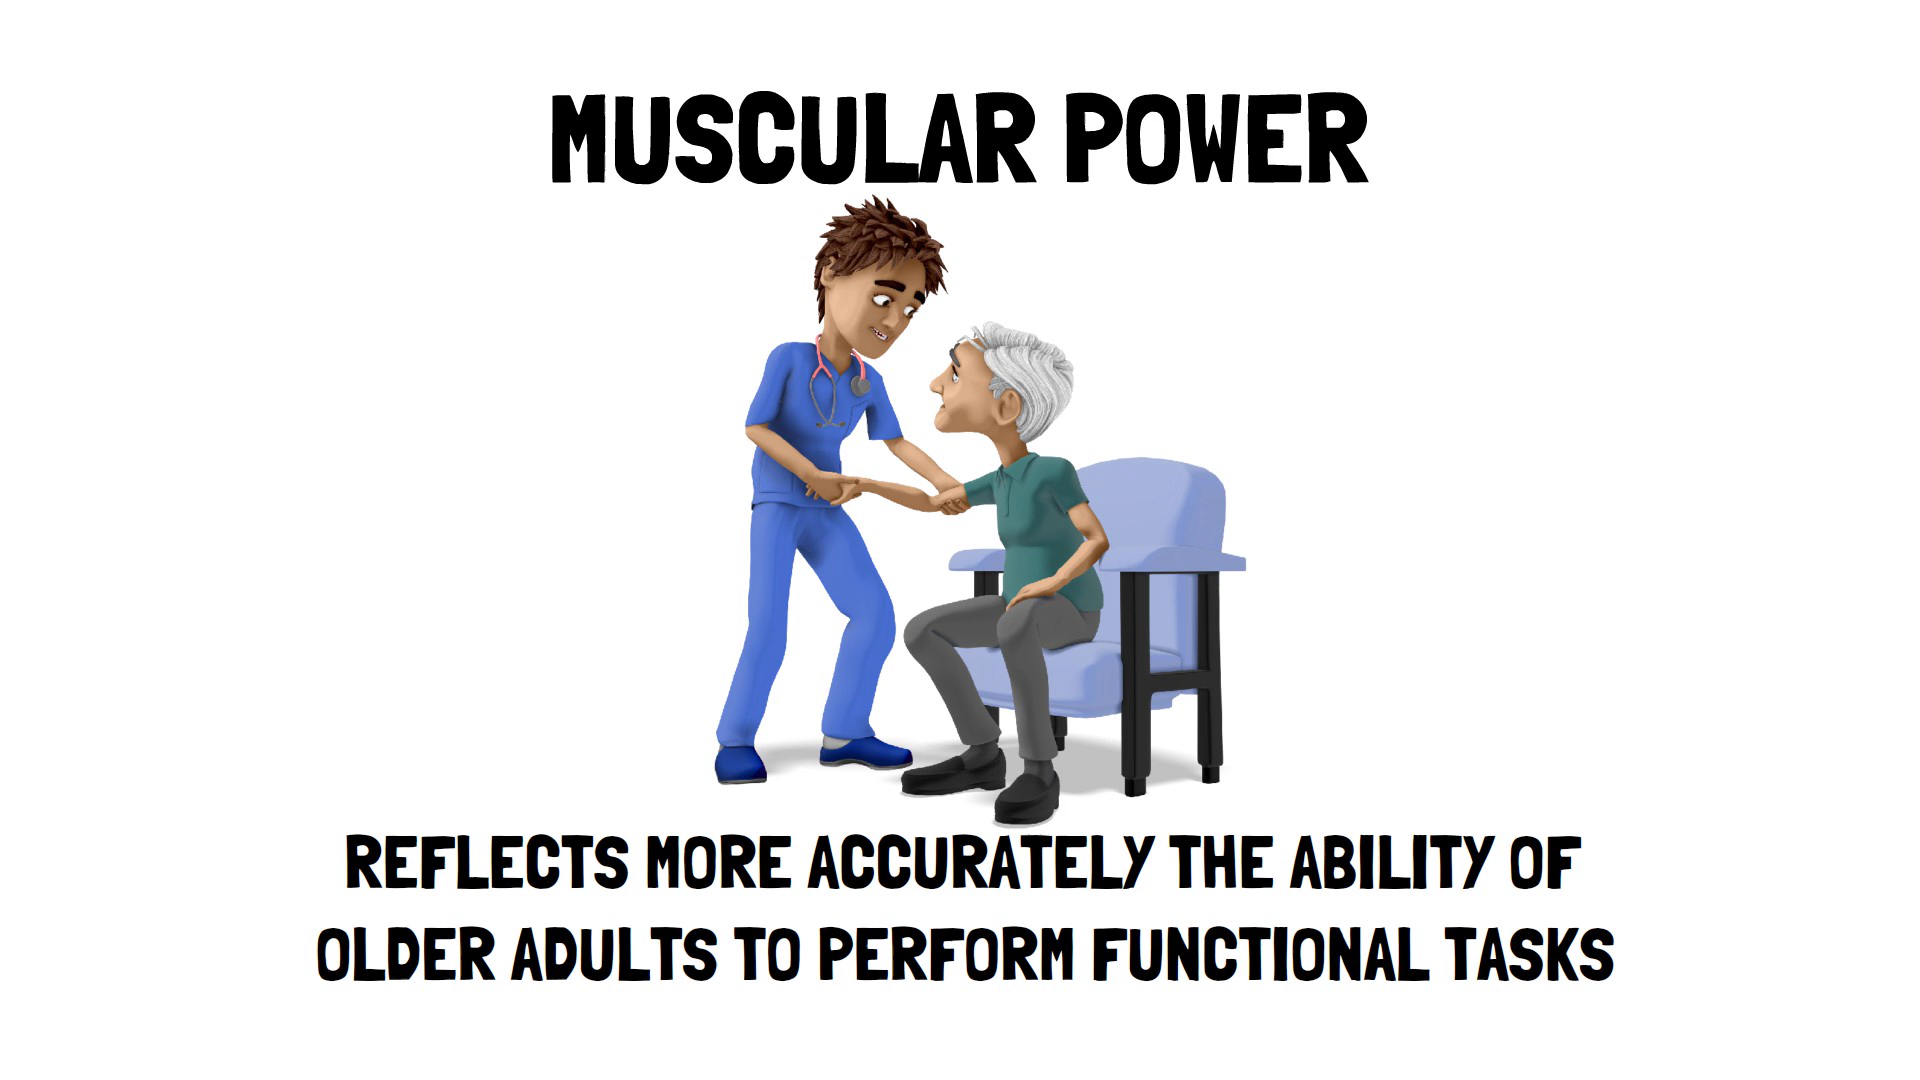 MUSCULAR POWER
REFLECTS MORE ACCURATELY THE ABILITY OF
OLDER ADULTS TO PERFORM FUNCTIONAL TASKS